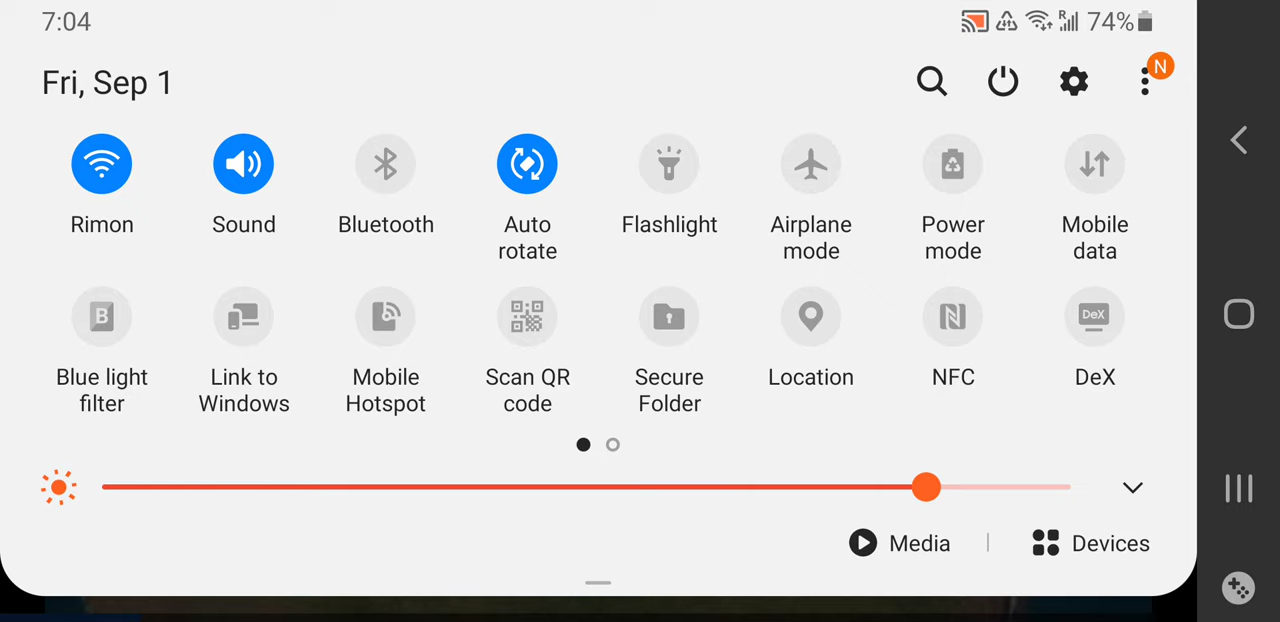 7:04
R
74%
Fri, Sep 1
N
Rimon
Sound
Bluetooth
Auto
rotate
Flashlight
Airplane
mode
Power
mode
Mobile
data
B
DeX
Blue light
filter
Link to
Windows
Mobile
Hotspot
Scan QR
code
Secure
Folder
Location
NFC
DeX
Media
Devices